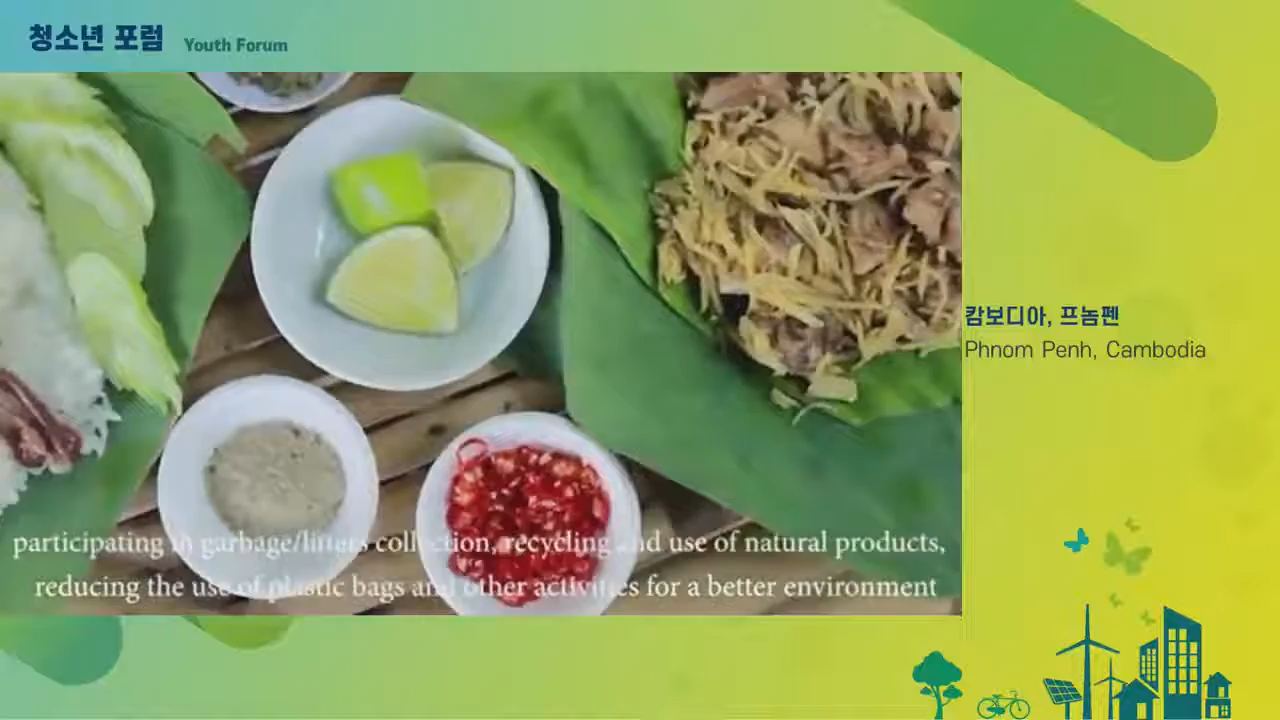 청소년 포럼 Youth Forum
캄보디아, 프놈펜
Phnom Penh, Cambodia
participating in garbage/litters collection, recycling and use of natural products,
reducing the use of plastic bags and other activities for a better environment